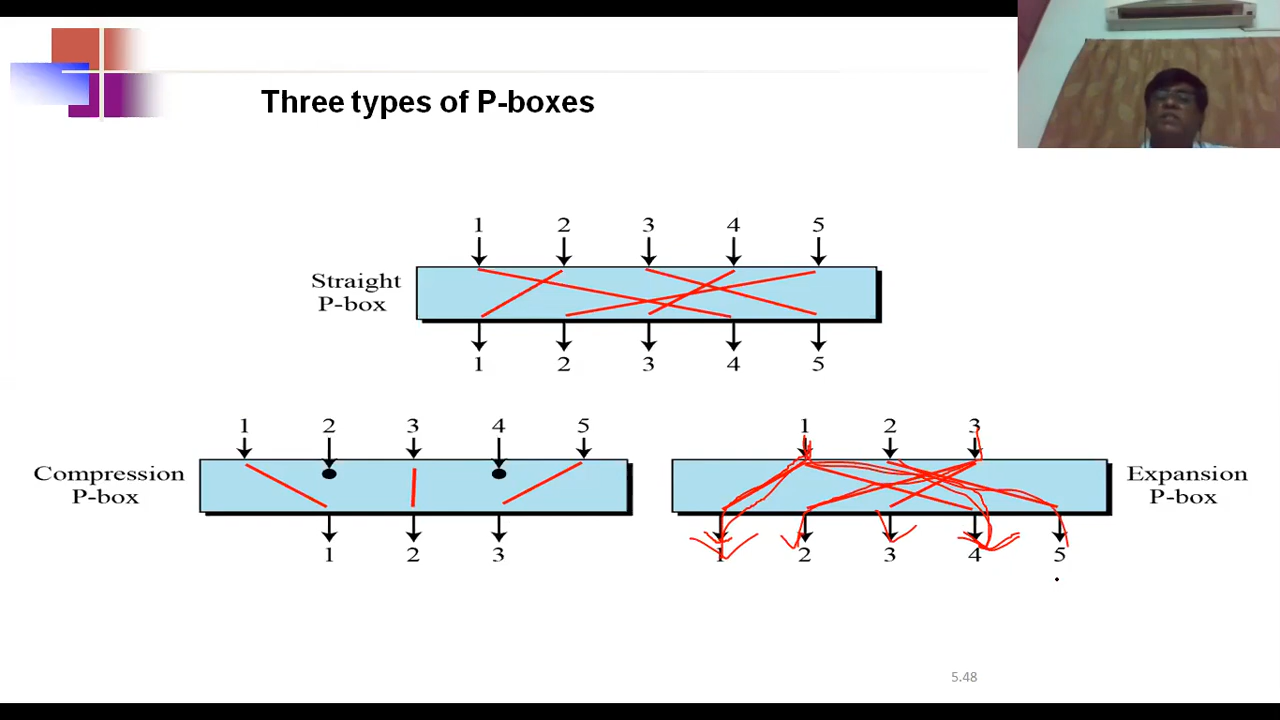 Three types of P-boxes
1 2 3 4 5
Straight
P-box
1 2 3 4 5
1 2 3 4 5
Compression
P-box
1 2 3
1 2 3
Expansion
P-box
1 2 3 4 5
5.48